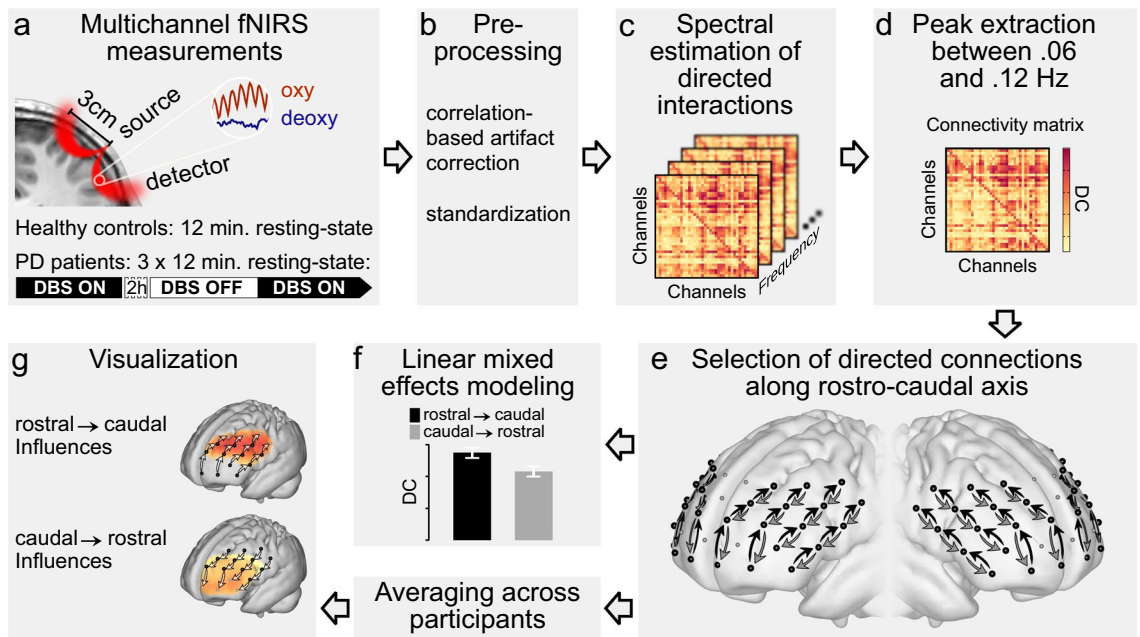 a Multichannel fNIRS
measurements
3cm
source
detector
oxy
deoxy
Healthy controls: 12 min. resting-state
PD patients: 3 x 12 min. resting-state:
DBS ON 2h DBS OFF DBS ON
b Pre-
processing
correlation-
based artifact
correction
standardization
c Spectral
estimation of
directed
interactions
Channels
Channels
Frequency
d Peak extraction
between .06
and .12 Hz
Connectivity matrix
Channels
DC
Channels
e Selection of directed connections
along rostro-caudal axis
f Linear mixed
effects modeling
rostral → caudal
caudal → rostral
DC
Averaging across
participants
g Visualization
rostral → caudal
Influences
caudal → rostral
Influences